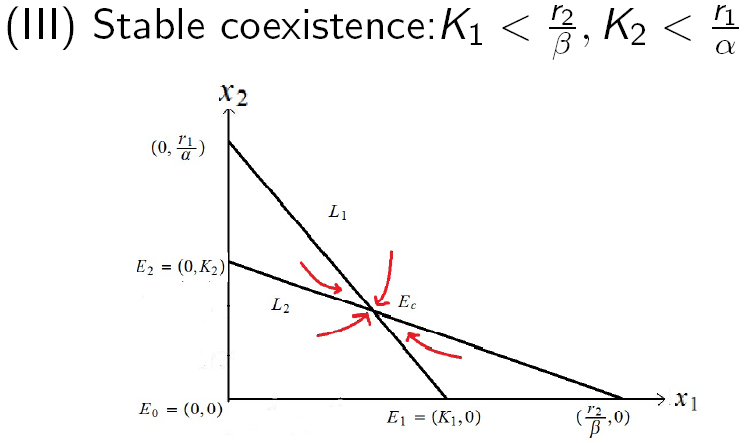 (III) Stable coexistence: K₁ < r₂/β, K₂ < r₁/α
x₂
(0, r₁/α)
L₁
E₂ = (0, K₂)
L₂
E_c
x₁
E₀ = (0,0)
E₁ = (K₁,0)
(r₂/β,0)